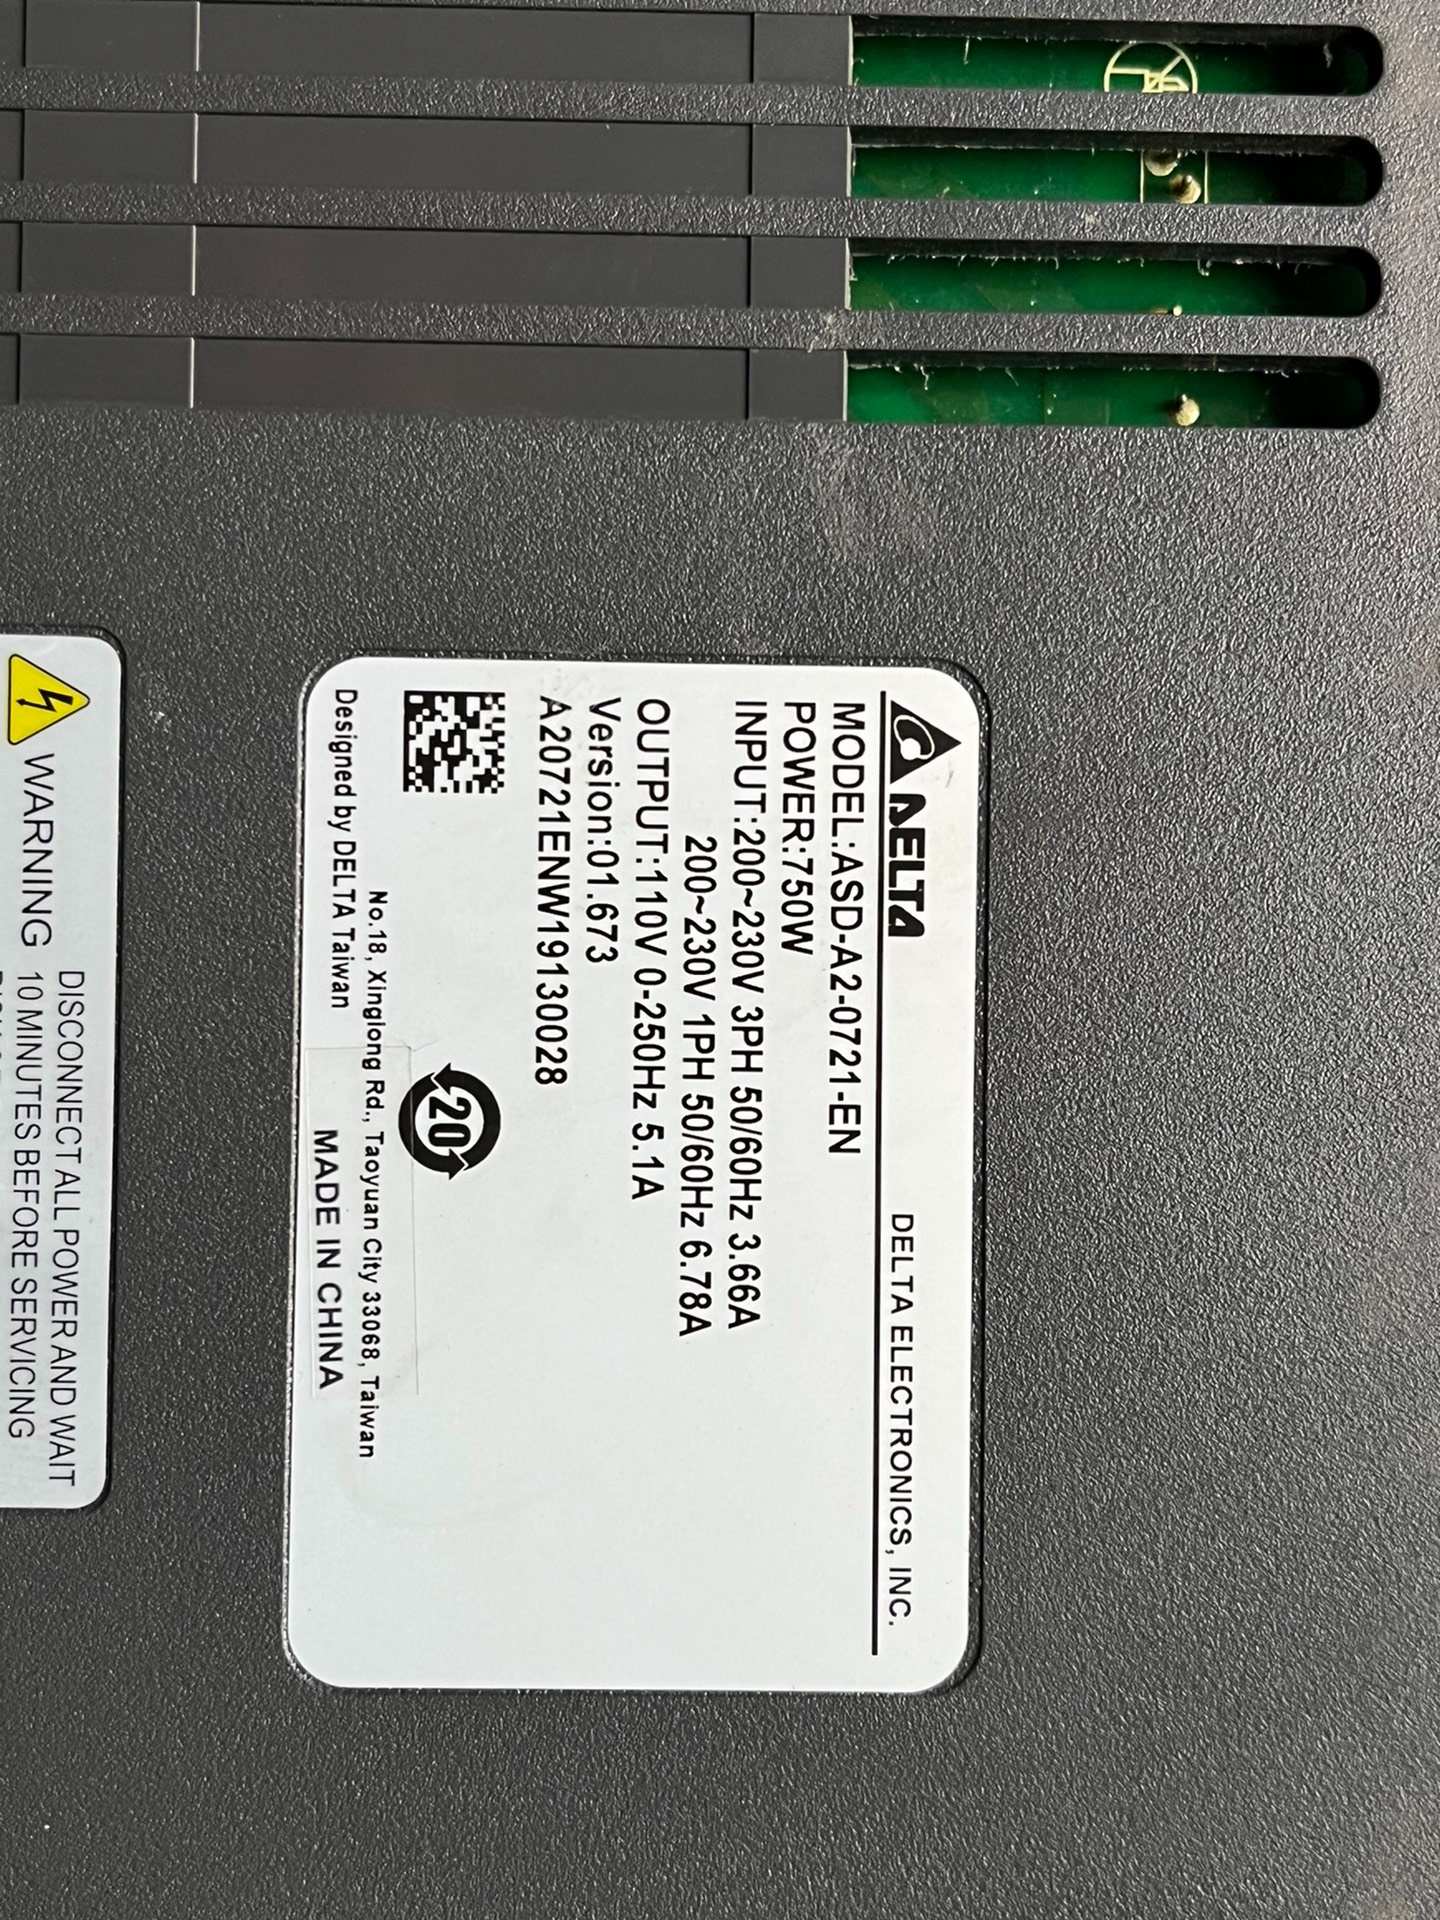 DELTA
DELTA ELECTRONICS, INC.
MODEL:ASD-A2-0721-EN
POWER:750W
INPUT:200~230V 3PH 50/60Hz 3.66A
200~230V 1PH 50/60Hz 6.78A
OUTPUT:110V 0-250Hz 5.1A
Version:01.673
A20721ENW19130028
20
No.18, Xinglong Rd., Taoyuan City 33068, Taiwan
Designed by DELTA Taiwan
MADE IN CHINA
WARNING
DISCONNECT ALL POWER AND WAIT
10 MINUTES BEFORE SERVICING